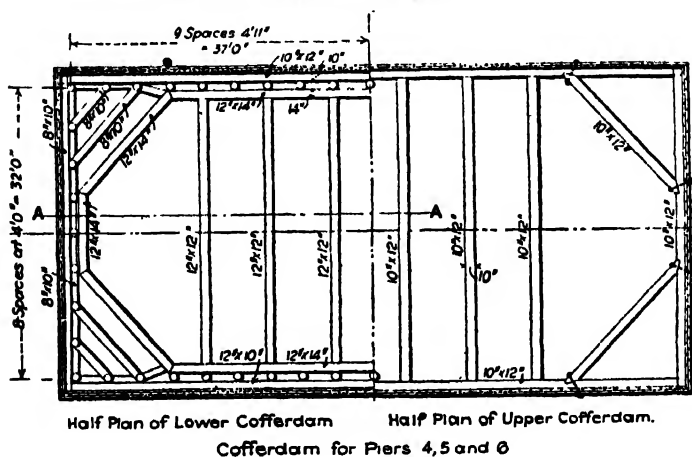 9 Spaces 4'11"
= 37'0"
10"x12"
10"
12"x14"
14"
8"x10"
8"x10"
8"x10"
12"x14"
10"x12"
8 Spaces at 4'0" = 32'0"
A
A
12"x14"
8"x10"
12"x12"
12"x12"
12"x12"
10"x12"
10"x12"
10"
10"x12"
10"x12"
12"x10"
12"x14"
10"x12"
Half Plan of Lower Cofferdam
Half Plan of Upper Cofferdam.
Cofferdam for Piers 4, 5 and 6